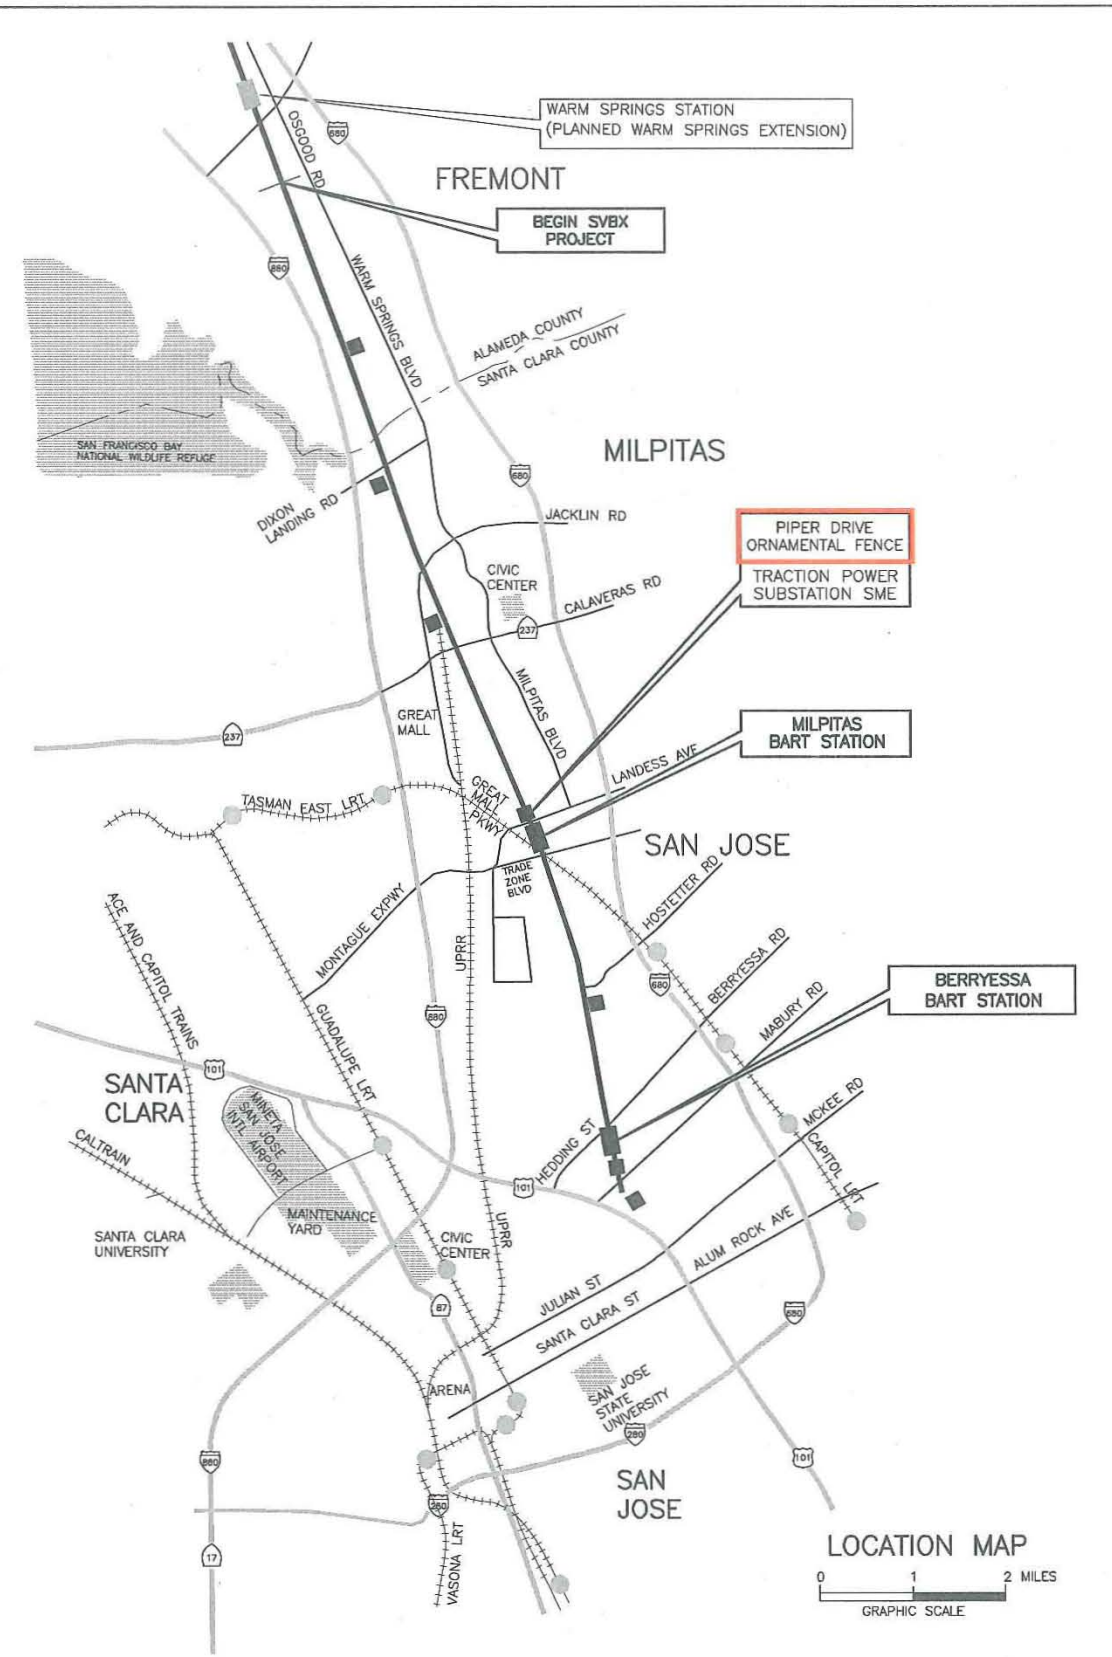 WARM SPRINGS STATION
(PLANNED WARM SPRINGS EXTENSION)
OSGOOD RD
680
FREMONT
BEGIN SVBX
PROJECT
880
WARM SPRINGS BLVD
ALAMEDA COUNTY
SANTA CLARA COUNTY
SAN FRANCISCO BAY
NATIONAL WILDLIFE REFUGE
MILPITAS
680
DIXON
LANDING RD
JACKLIN RD
PIPER DRIVE
ORNAMENTAL FENCE
TRACTION POWER
SUBSTATION SME
CIVIC
CENTER
CALAVERAS RD
237
MILPITAS BLVD
GREAT
MALL
237
MILPITAS
BART STATION
LANDESS AVE
GREAT
MALL
PKWY
TASMAN EAST LRT
SAN JOSE
TRADE
ZONE
BLVD
HOSTETTER RD
MONTAGUE EXPWY
ACE AND CAPITOL TRAINS
UPRR
BERRYESSA RD
680
MABURY RD
BERRYESSA
BART STATION
GUADALUPE LRT
880
101
SANTA
CLARA
MINETA
SAN JOSE
INTL AIRPORT
MCKEE RD
CALTRAIN
HEDDING ST
CAPITOL LRT
101
MAINTENANCE
YARD
SANTA CLARA
UNIVERSITY
CIVIC
CENTER
UPRR
ALUM ROCK AVE
JULIAN ST
SANTA CLARA ST
87
680
ARENA
SAN JOSE
STATE
UNIVERSITY
280
880
101
SAN
JOSE
280
17
VASONA LRT
LOCATION MAP
0 1 2 MILES
GRAPHIC SCALE